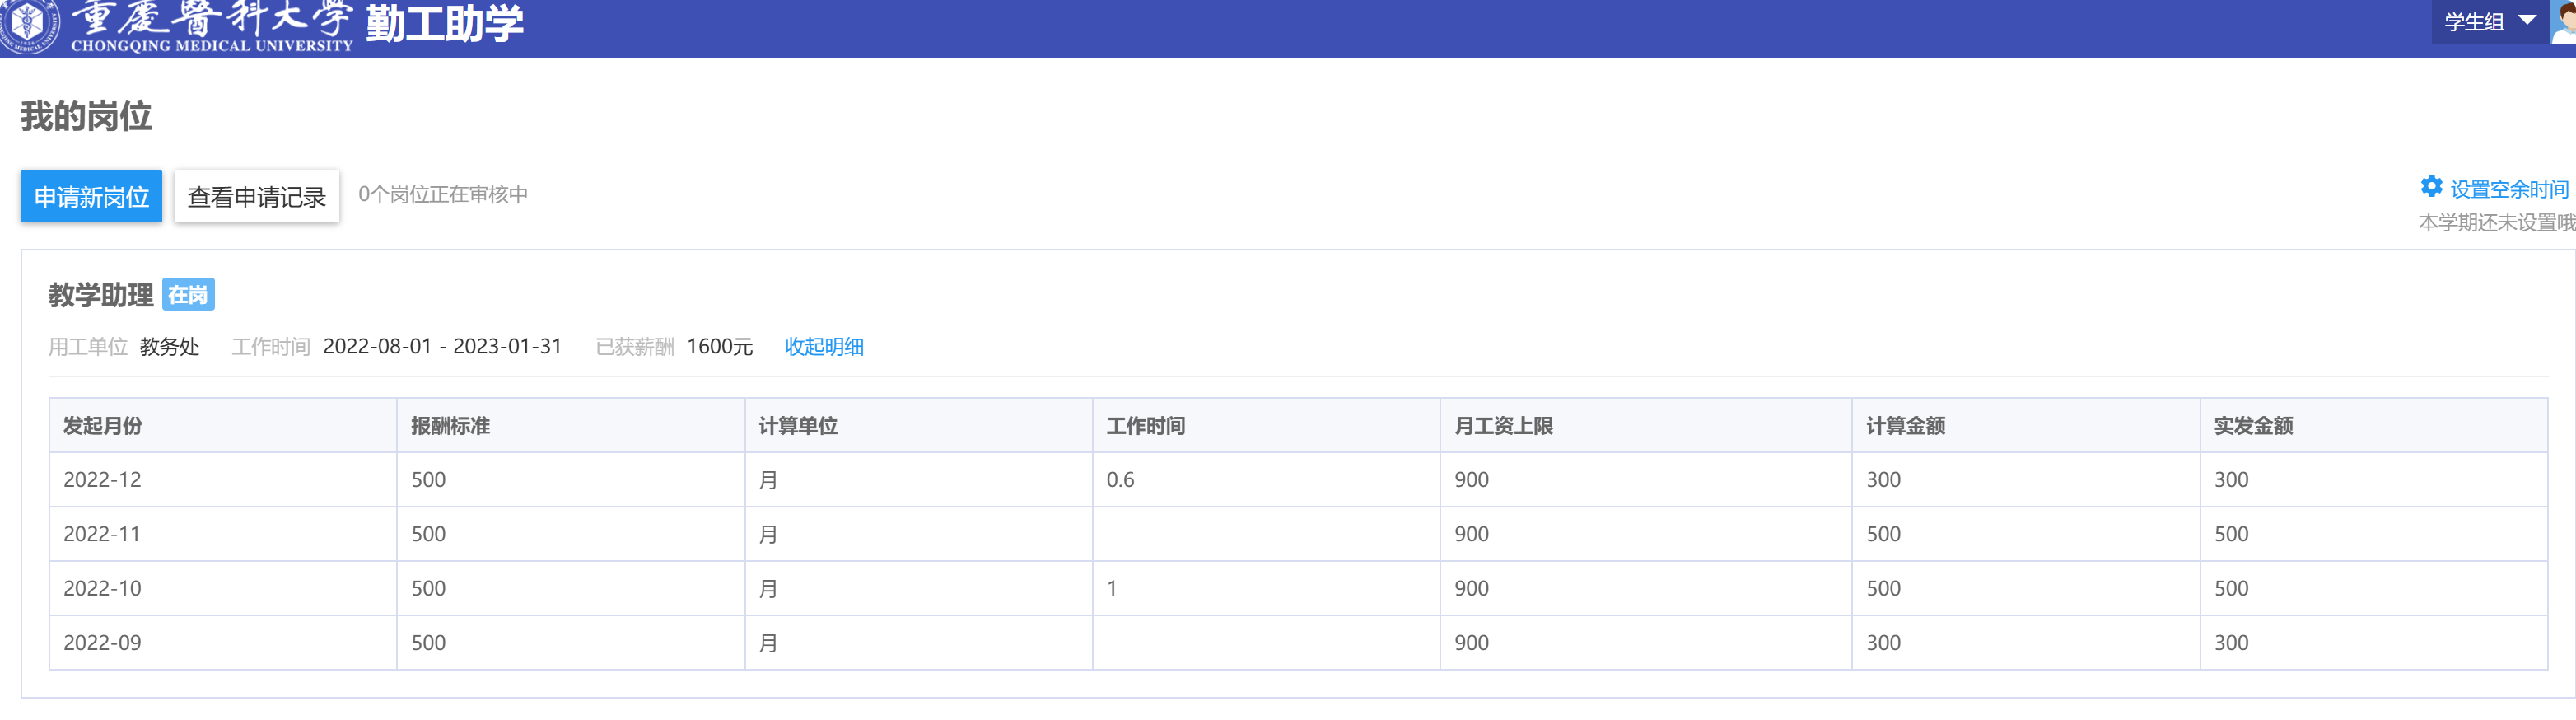 重慶醫科大學 勤工助学
CHONGQING MEDICAL UNIVERSITY
学生组
我的岗位
申请新岗位 查看申请记录 0个岗位正在审核中
设置空余时间
本学期还未设置哦
教学助理 在岗
用工单位 教务处 工作时间 2022-08-01 - 2023-01-31 已获薪酬 1600元 收起明细
发起月份 报酬标准 计算单位 工作时间 月工资上限 计算金额 实发金额
2022-12 500 月 0.6 900 300 300
2022-11 500 月 900 500 500
2022-10 500 月 1 900 500 500
2022-09 500 月 900 300 300